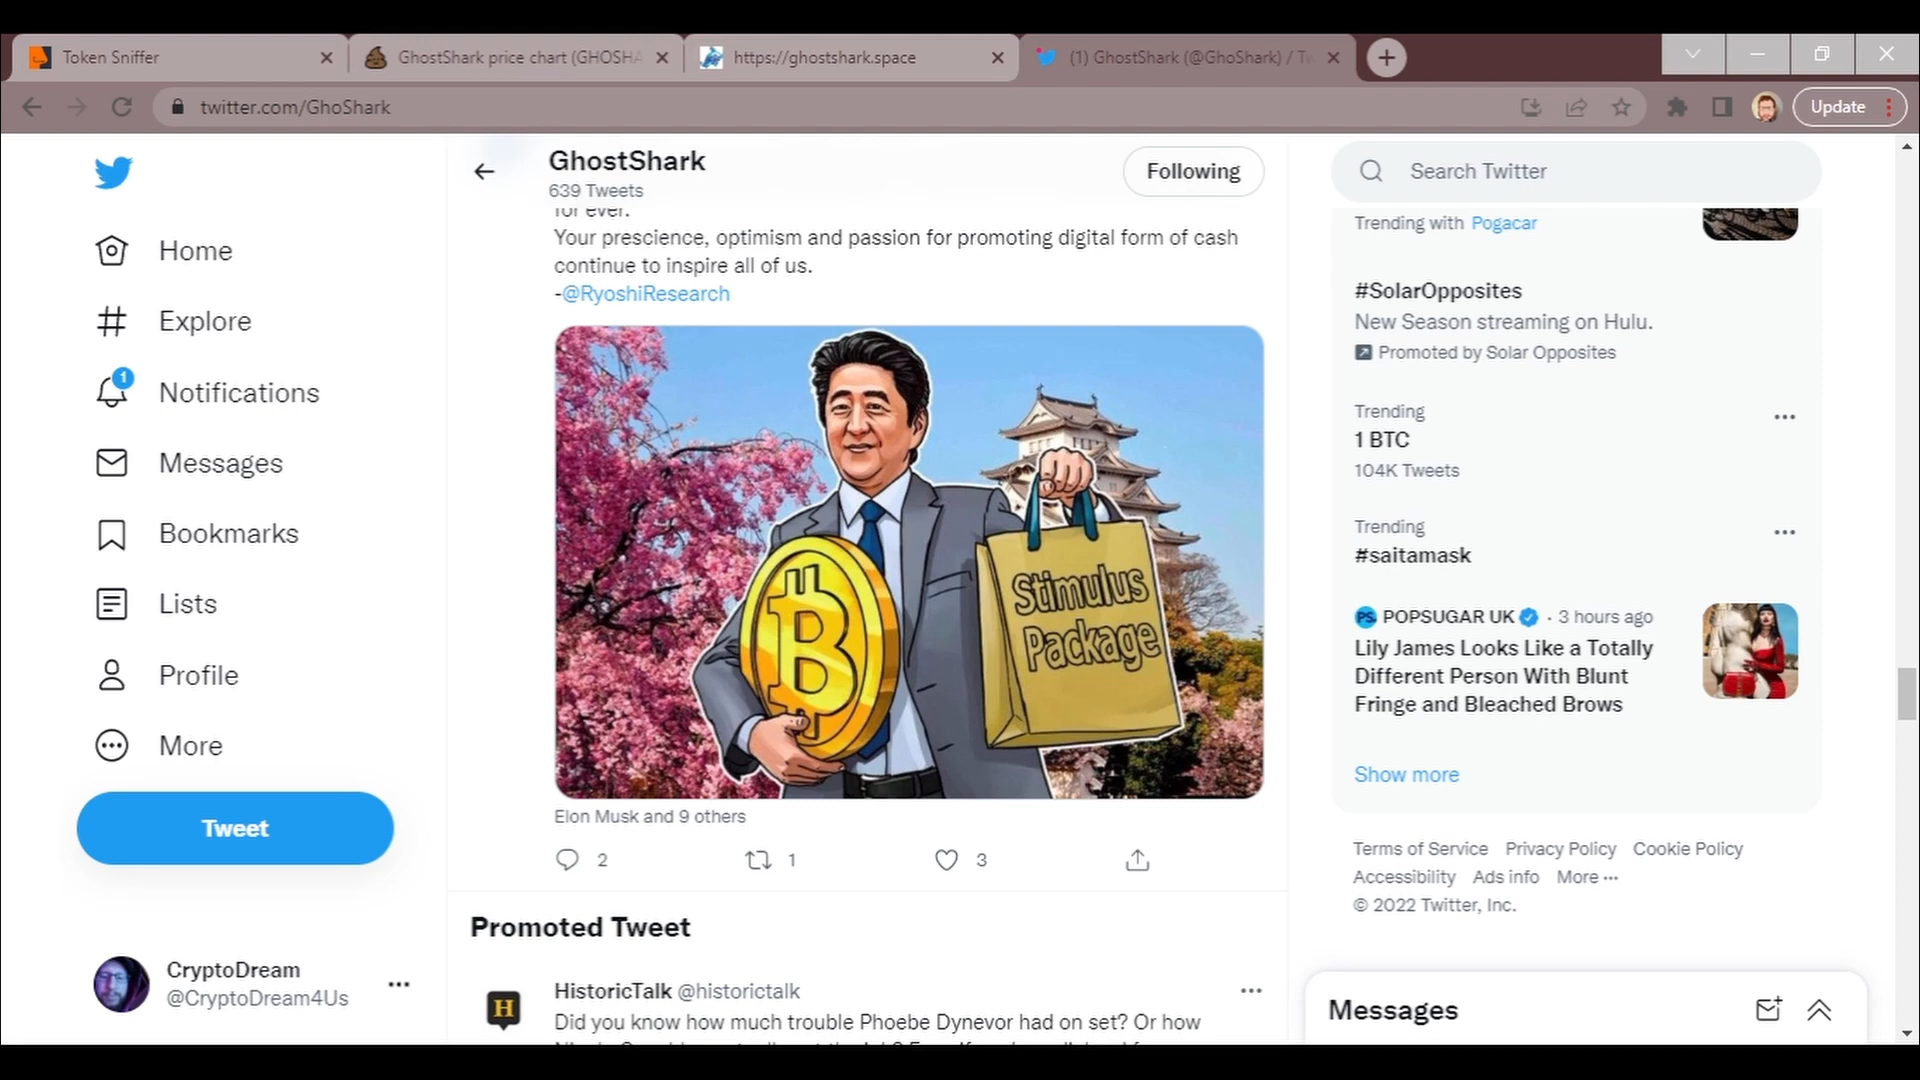 Token Sniffer
GhostShark price chart (GHOSHA
https://ghostshark.space
(1) GhostShark (@GhoShark) / Tw
twitter.com/GhoShark
Update
GhostShark
639 Tweets
Following
Search Twitter
for ever.
Your prescience, optimism and passion for promoting digital form of cash
continue to inspire all of us.
-@RyoshiResearch
Stimulus
Package
Elon Musk and 9 others
2
1
3
Promoted Tweet
HistoricTalk @historictalk
Did you know how much trouble Phoebe Dynevor had on set? Or how
1
Home
Explore
Notifications
Messages
Bookmarks
Lists
Profile
More
Tweet
CryptoDream
@CryptoDream4Us
Trending with Pogacar
#SolarOpposites
New Season streaming on Hulu.
Promoted by Solar Opposites
Trending
1 BTC
104K Tweets
Trending
#saitamask
PS POPSUGAR UK · 3 hours ago
Lily James Looks Like a Totally
Different Person With Blunt
Fringe and Bleached Brows
Show more
Terms of Service Privacy Policy Cookie Policy
Accessibility Ads info More ···
© 2022 Twitter, Inc.
Messages